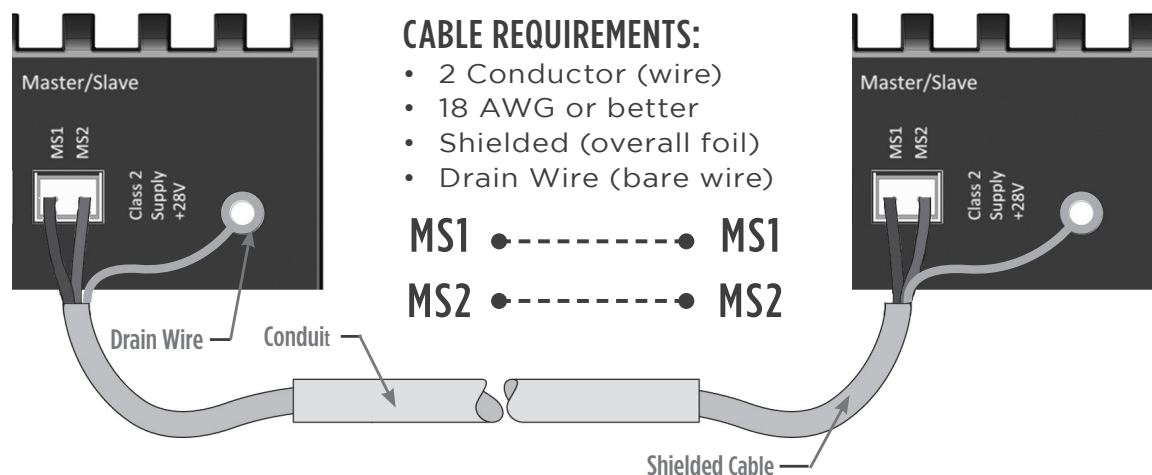 CABLE REQUIREMENTS:
• 2 Conductor (wire)
• 18 AWG or better
• Shielded (overall foil)
• Drain Wire (bare wire)
MS1 MS1
MS2 MS2
Master/Slave
MS1
MS2
Class 2
Supply
+28V
Master/Slave
MS1
MS2
Class 2
Supply
+28V
Drain Wire
Conduit
Shielded Cable